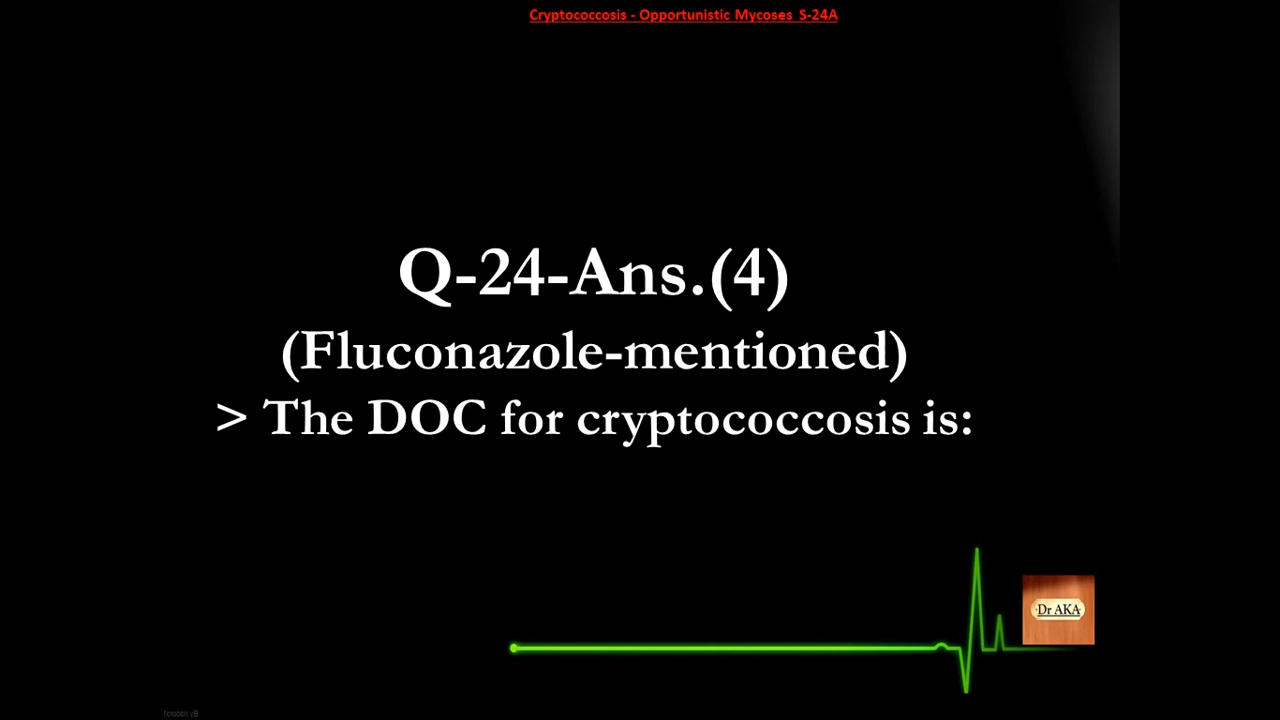 Cryptococcosis - Opportunistic Mycoses S-24A
Q-24-Ans.(4)
(Fluconazole-mentioned)
> The DOC for cryptococcosis is:
Dr AKA